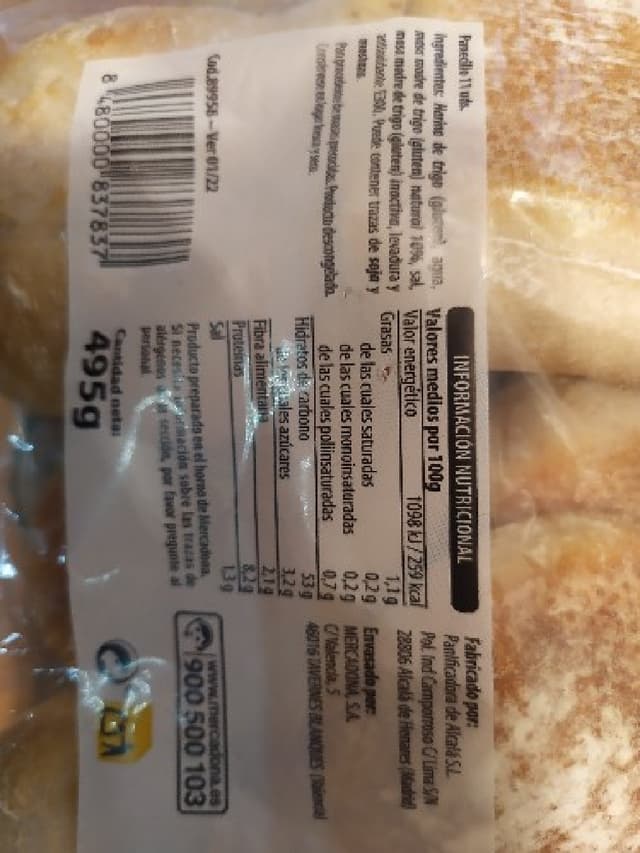 Panecillo 11 uds.
Ingredientes: Harina de trigo (gluten), agua,
masa madre de trigo (gluten) natural 10%, sal,
masa madre de trigo (gluten) inactiva, levadura y
antioxidante E300. Puede contener trazas de soja y
mostaza.
Producto descongelado.
Consérvese en lugar fresco y seco.
Cod.89958-Ver 01/22
8 480000 837837
INFORMACIÓN NUTRICIONAL
Valores medios por 100g
Valor energético 1098 kJ / 259 kcal
Grasas 1,1 g
de las cuales saturadas 0,2 g
de las cuales monoinsaturadas 0,2 g
de las cuales poliinsaturadas 0,7 g
Hidratos de carbono 53 g
de los cuales azúcares 3,2 g
Fibra alimentaria 2,1 g
Proteínas 8,2 g
Sal 1,3 g
Producto preparado en el horno de Mercadona.
Si necesita información sobre las trazas de
alérgenos de la sección, por favor pregunte al
personal.
Cantidad neta:
495g
Fabricado por:
Panificadora de Alcalá S.L.
Pol. Ind Camporroso C/ Lima S/N
28806 Alcalá de Henares (Madrid)
Envasado por:
MERCADONA, S.A.
C/ Valencia, 5
46016 TAVERNES BLANQUES (Valencia)
www.mercadona.es
900 500 103